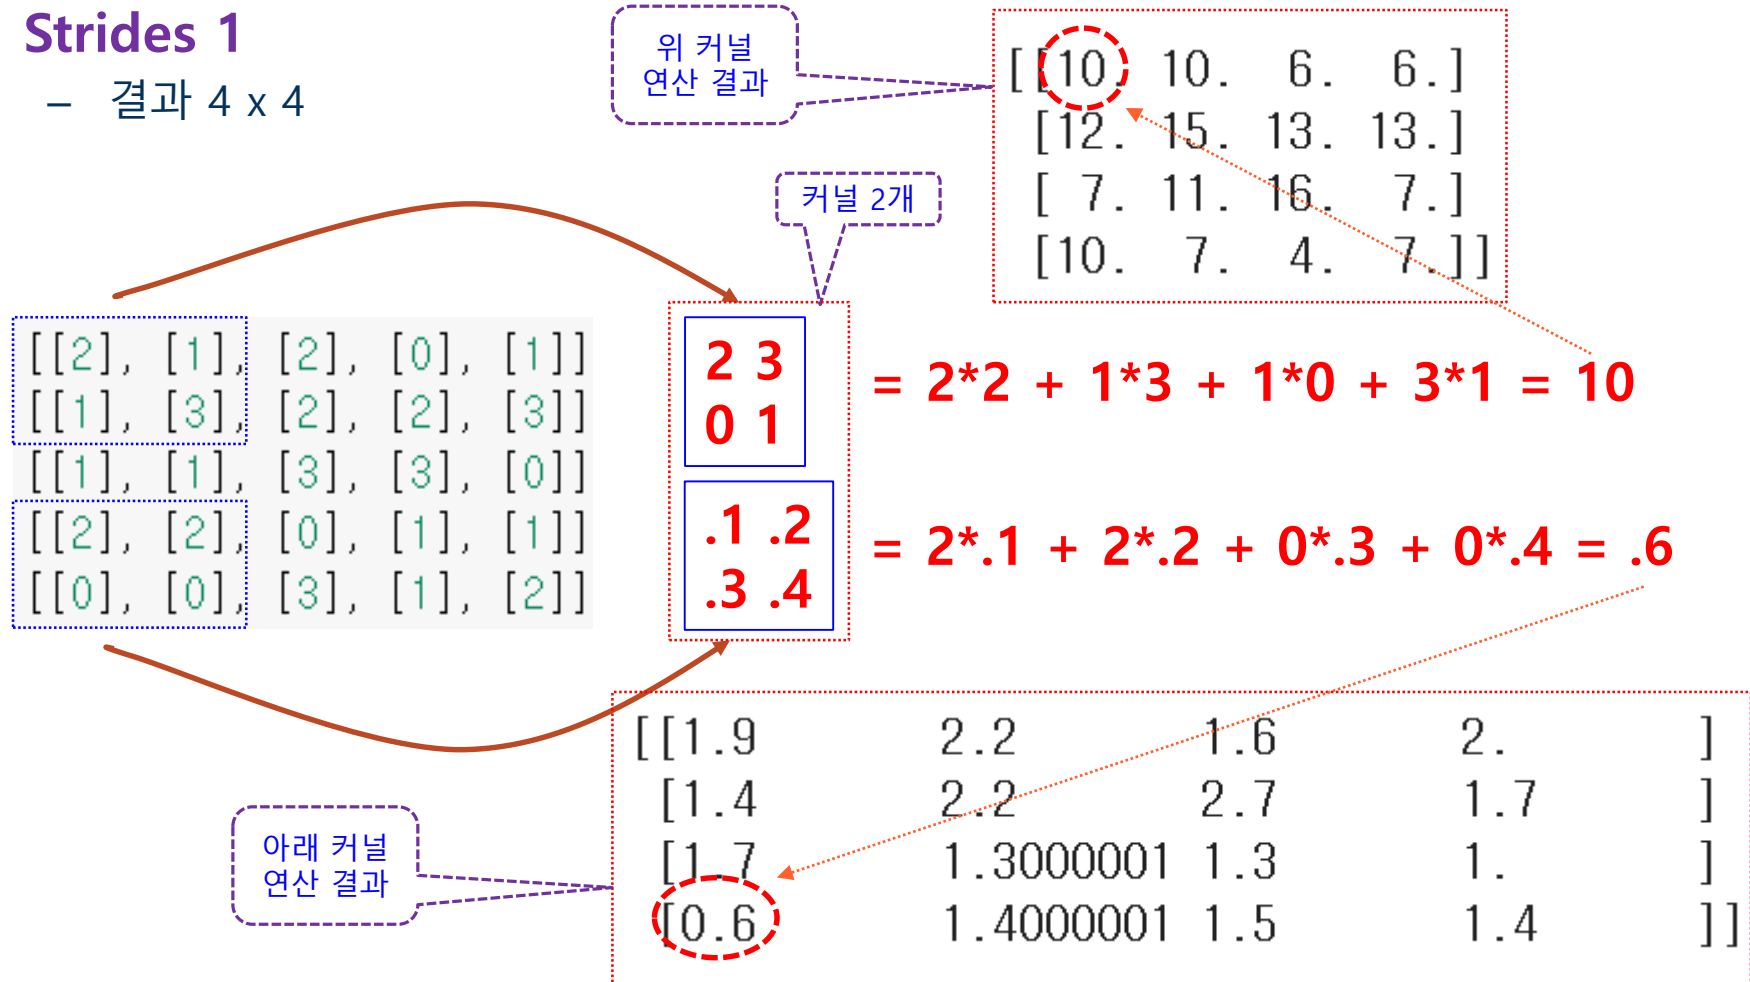 Strides 1
– 결과 4 x 4
위 커널
연산 결과
[[10. 10. 6. 6.]
[12. 15. 13. 13.]
[ 7. 11. 16. 7.]
[10. 7. 4. 7.]]
커널 2개
[[2], [1], [2], [0], [1]]
[[1], [3], [2], [2], [3]]
[[1], [1], [3], [3], [0]]
[[2], [2], [0], [1], [1]]
[[0], [0], [3], [1], [2]]
2 3
0 1
= 2*2 + 1*3 + 1*0 + 3*1 = 10
.1 .2
.3 .4
= 2*.1 + 2*.2 + 0*.3 + 0*.4 = .6
아래 커널
연산 결과
[[1.9 2.2 1.6 2. ]
[1.4 2.2 2.7 1.7 ]
[1.7 1.3000001 1.3 1. ]
[0.6 1.4000001 1.5 1.4 ]]